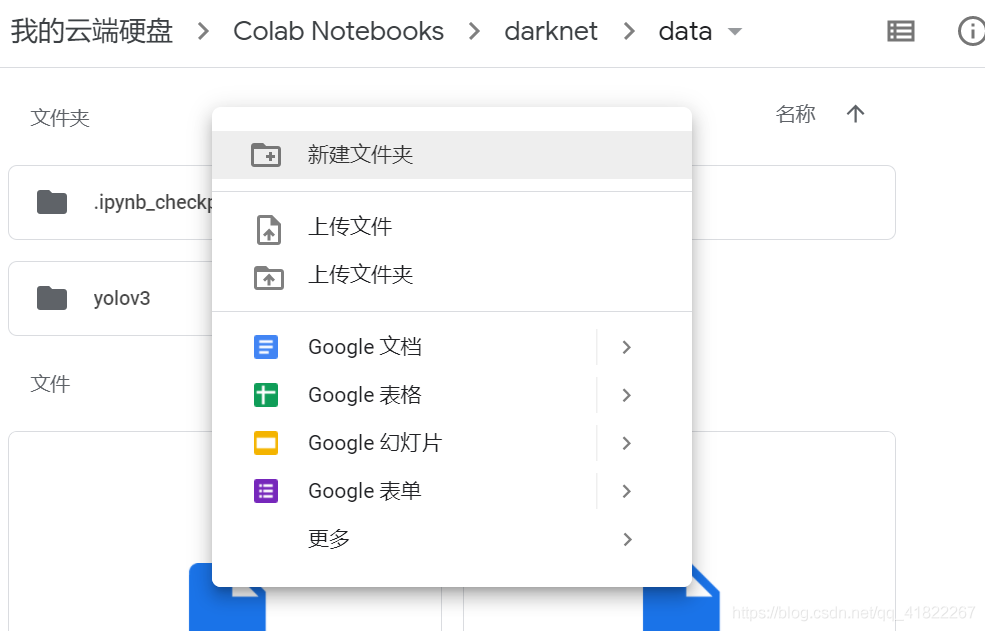 我的云端硬盘 > Colab Notebooks > darknet > data
文件夹
名称
新建文件夹
.ipynb_checkp
上传文件
上传文件夹
yolov3
Google 文档
文件
Google 表格
Google 幻灯片
Google 表单
更多
https://blog.csdn.net/qq_41822267